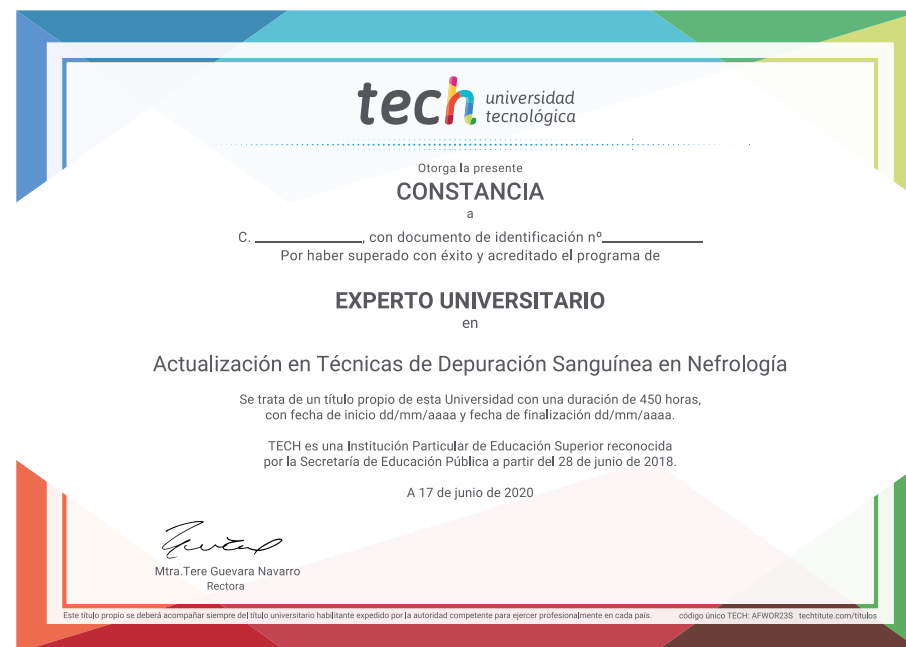 tech universidad
tecnológica
Otorga la presente
CONSTANCIA
a
C. ____________, con documento de identificación nº____________
Por haber superado con éxito y acreditado el programa de
EXPERTO UNIVERSITARIO
en
Actualización en Técnicas de Depuración Sanguínea en Nefrología
Se trata de un título propio de esta Universidad con una duración de 450 horas,
con fecha de inicio dd/mm/aaaa y fecha de finalización dd/mm/aaaa.
TECH es una Institución Particular de Educación Superior reconocida
por la Secretaría de Educación Pública a partir del 28 de junio de 2018.
A 17 de junio de 2020
Mtra.Tere Guevara Navarro
Rectora
Este título propio se deberá acompañar siempre del título universitario habilitante expedido por la autoridad competente para ejercer profesionalmente en cada país. código único TECH: AFWOR23S techtitute.com/títulos